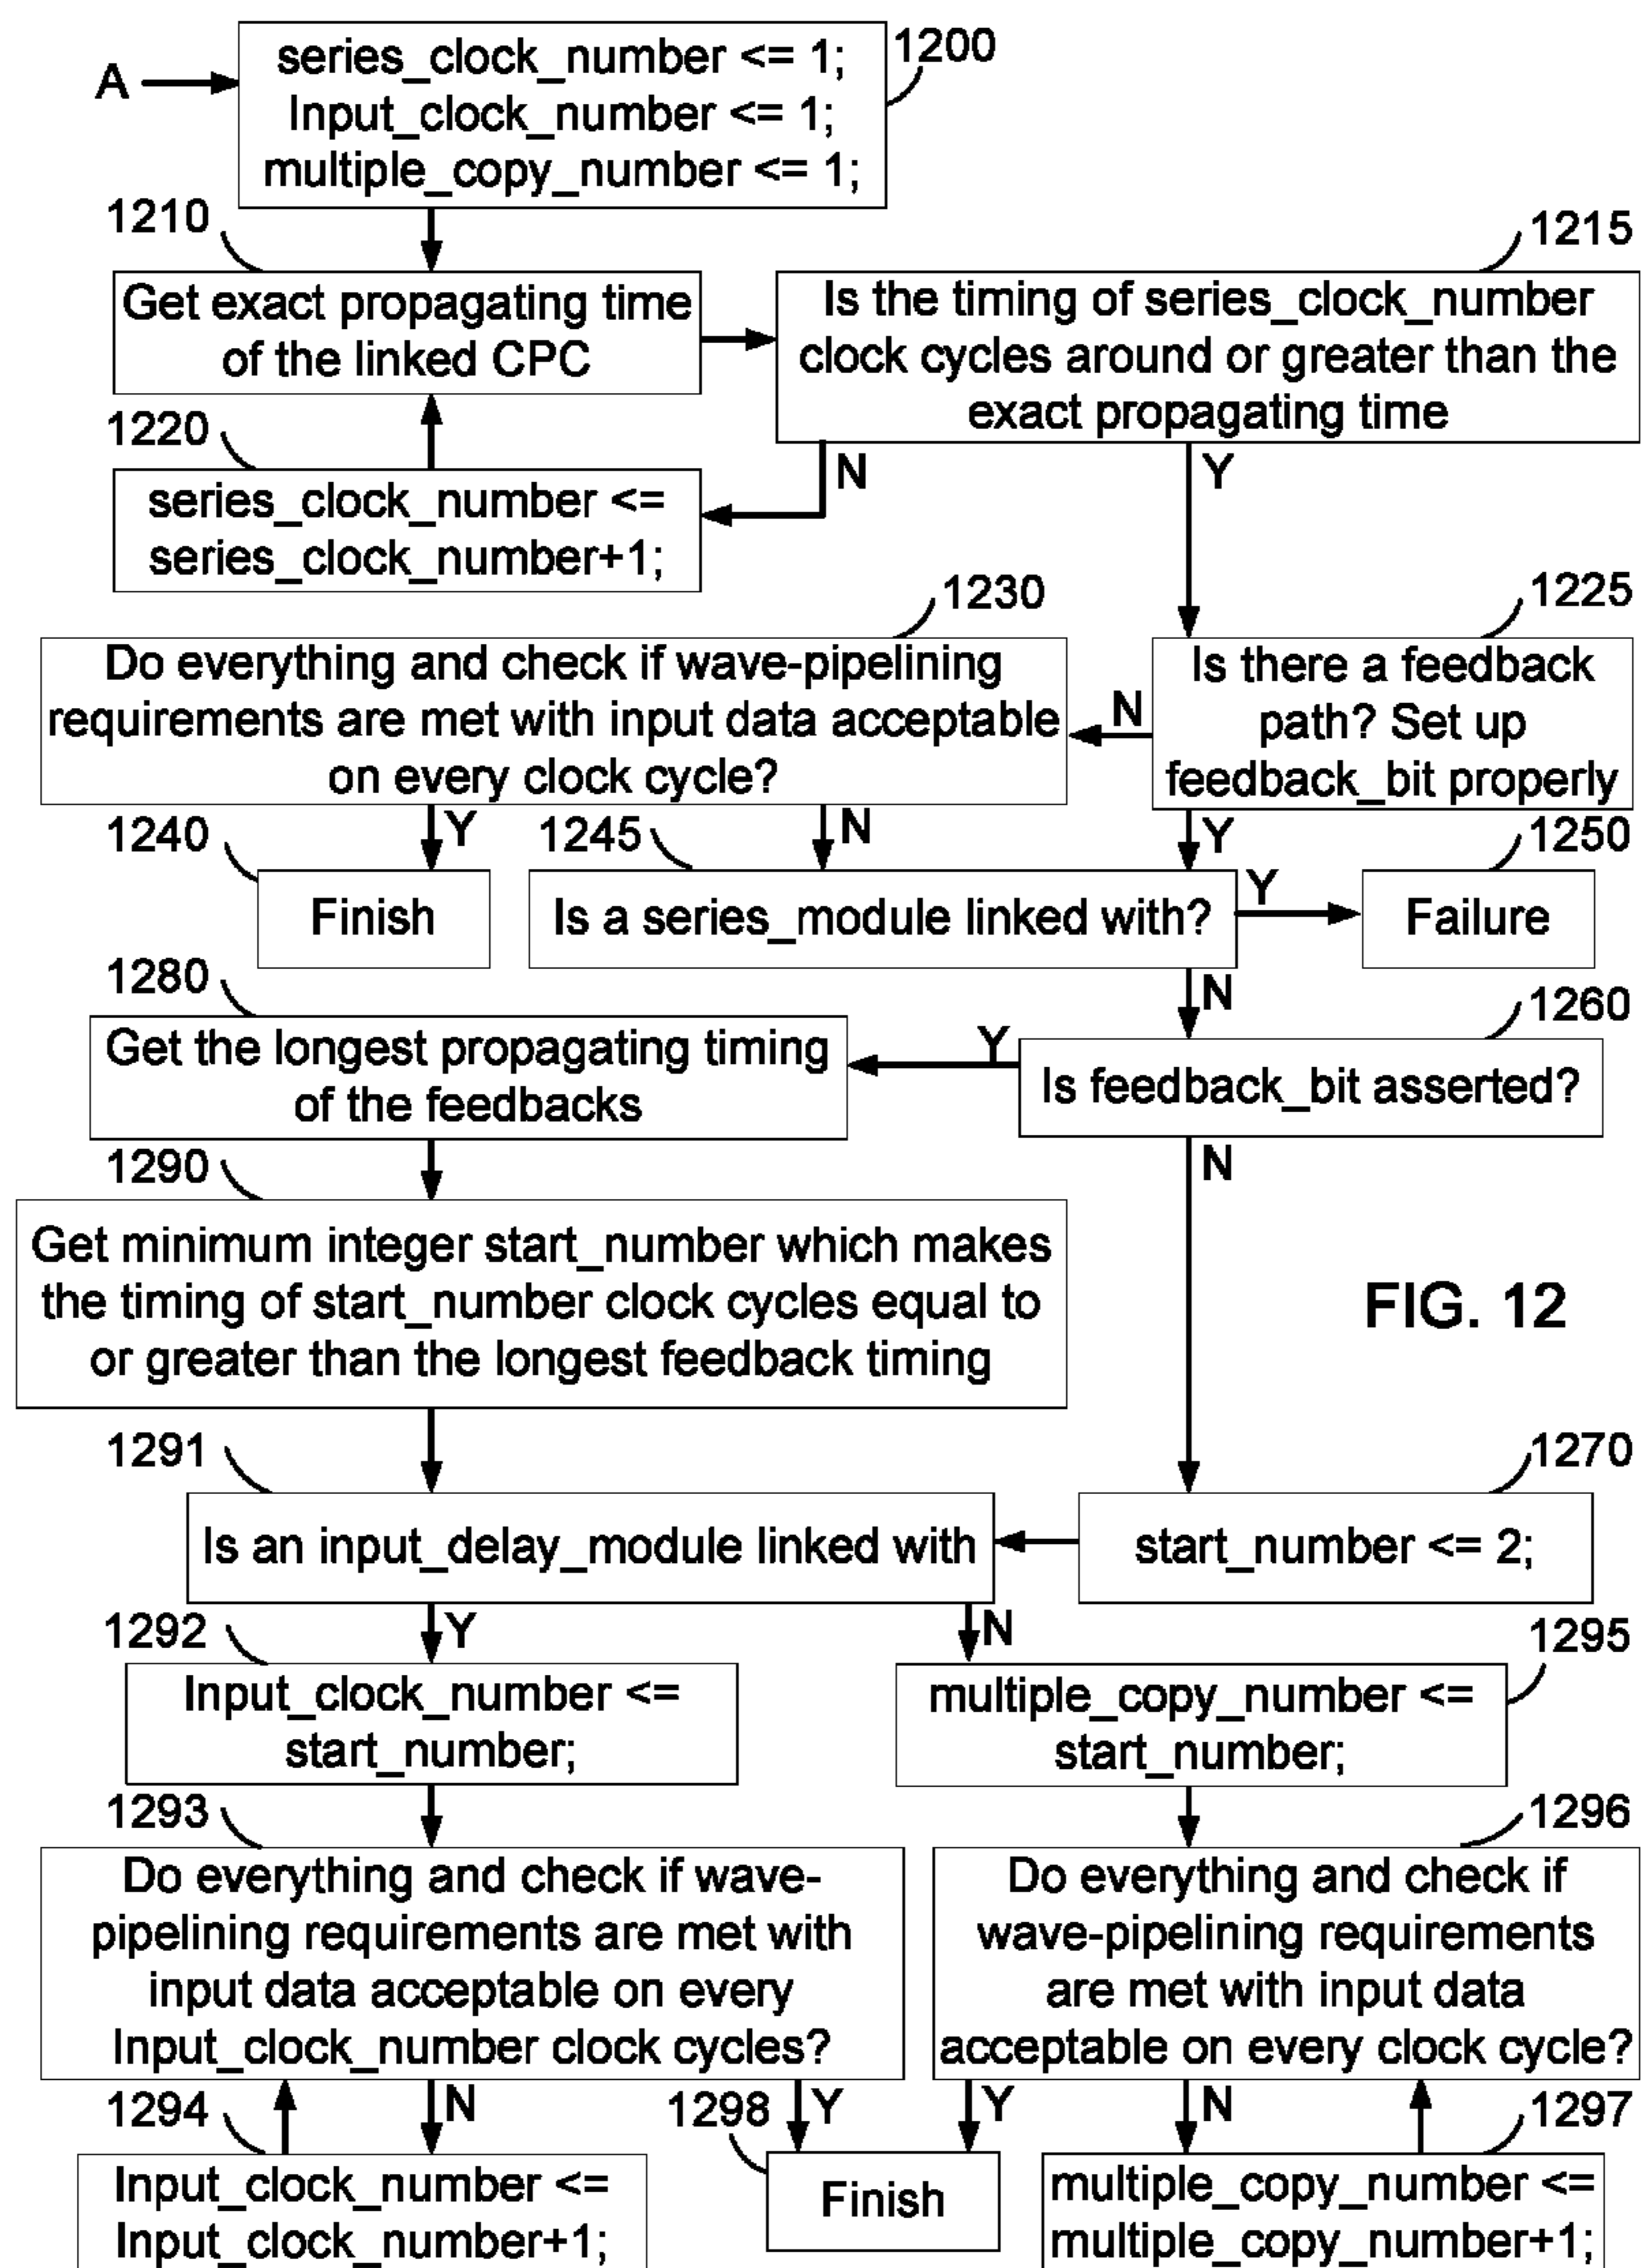 1200
series_clock_number <= 1;
A
Input_clock_number <= 1;
multiple_copy_number <= 1;
1210
1215
Get exact propagating time
of the linked CPC
Is the timing of series_clock_number
clock cycles around or greater than the
exact propagating time
1220
N
Y
series_clock_number <=
series_clock_number+1;
1230
1225
Do everything and check if wave-pipelining
requirements are met with input data acceptable
on every clock cycle?
N
Is there a feedback
path? Set up
feedback_bit properly
1240
Y
1245
N
Y
1250
Finish
Is a series_module linked with?
Y
Failure
1280
N
1260
Get the longest propagating timing
of the feedbacks
Y
Is feedback_bit asserted?
1290
N
Get minimum integer start_number which makes
the timing of start_number clock cycles equal to
or greater than the longest feedback timing
FIG. 12
1291
1270
Is an input_delay_module linked with
start_number <= 2;
1292
Y
N
1295
Input_clock_number <=
start_number;
multiple_copy_number <=
start_number;
1293
1296
Do everything and check if wave-
pipelining requirements are met with
input data acceptable on every
Input_clock_number clock cycles?
Do everything and check if
wave-pipelining requirements
are met with input data
acceptable on every clock cycle?
1294
N
1298
Y
Y
N
1297
Input_clock_number <=
Input_clock_number+1;
Finish
multiple_copy_number <=
multiple_copy_number+1;